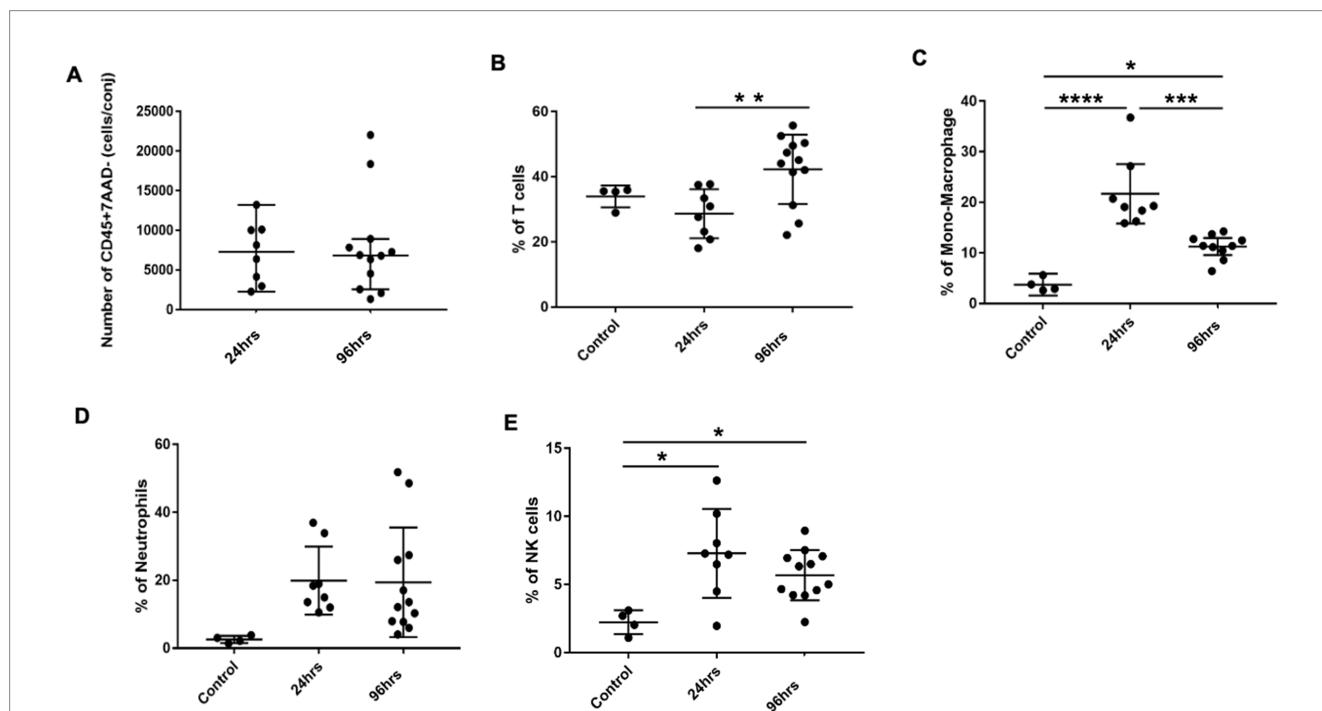 A
Number of CD45+7AAD- (cells/conj)
25000
20000
15000
10000
5000
0
24hrs
96hrs
B
% of T cells
60
40
20
0
* *
Control
24hrs
96hrs
C
% of Mono-Macrophage
40
30
20
10
0
*
****
***
Control
24hrs
96hrs
D
% of Neutrophils
60
40
20
0
Control
24hrs
96hrs
E
% of NK cells
15
10
5
0
*
*
Control
24hrs
96hrs